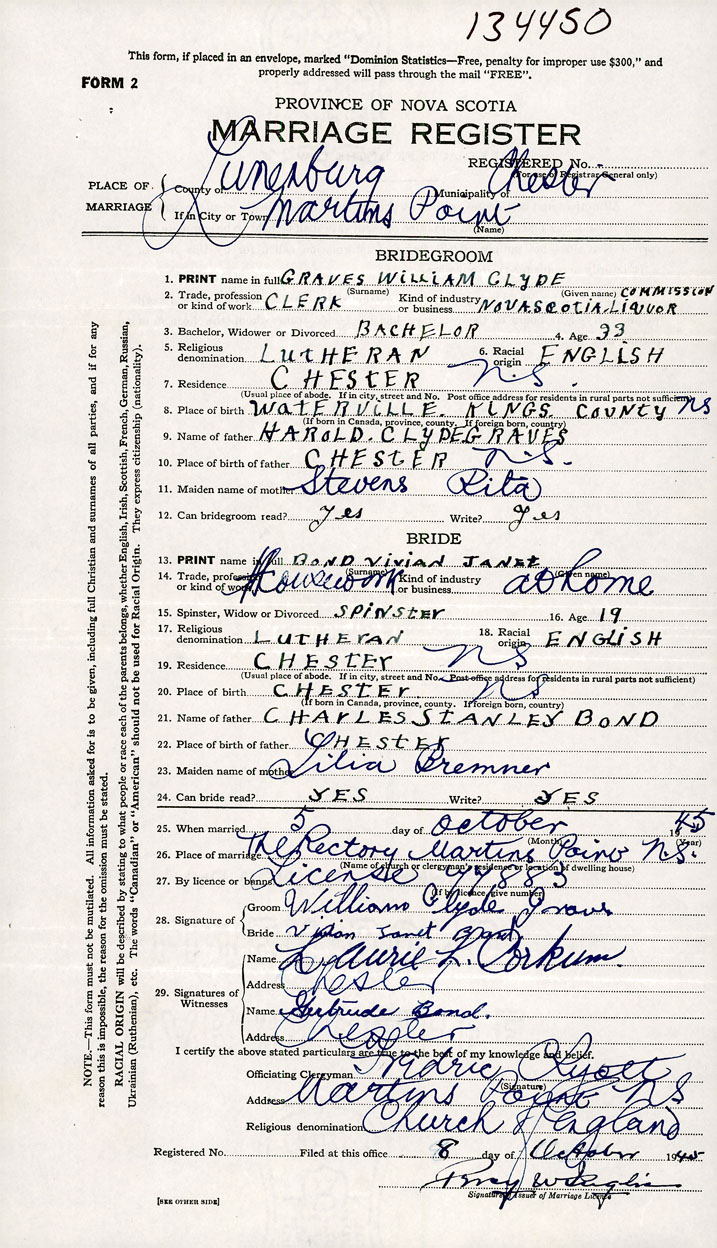 134450
This form, if placed in an envelope, marked "Dominion Statistics—Free, penalty for improper use $300," and
properly addressed will pass through the mail "FREE".
FORM 2
PROVINCE OF NOVA SCOTIA
MARRIAGE REGISTER
REGISTERED No.
(For use of Registrar General only)
PLACE OF MARRIAGE
County of Lunenburg Municipality of Chester
If in City or Town Martins Point
(Name)
BRIDEGROOM
1. PRINT name in full GRAVES WILLIAM CLYDE
(Surname) (Given name)
2. Trade, profession or kind of work CLERK Kind of industry or business NOVA SCOTIA LIQUOR COMMISSION
3. Bachelor, Widower or Divorced BACHELOR 4. Age 33
5. Religious denomination LUTHERAN 6. Racial origin ENGLISH
7. Residence CHESTER N.S.
(Usual place of abode. If in city, street and No. Post office address for residents in rural parts not sufficient)
8. Place of birth WATERVILLE. KINGS COUNTY NS
(If born in Canada, province, county. If foreign born, country)
9. Name of father HAROLD. CLYDE GRAVES
10. Place of birth of father CHESTER N.S.
11. Maiden name of mother Stevens Rita
12. Can bridegroom read? Yes Write? Yes
BRIDE
13. PRINT name in full BOND VIVIAN JANET
(Surname) (Given name)
14. Trade, profession or kind of work Housework Kind of industry or business at home
15. Spinster, Widow or Divorced SPINSTER 16. Age 19
17. Religious denomination LUTHERAN 18. Racial origin ENGLISH
19. Residence CHESTER NS
(Usual place of abode. If in city, street and No. Post office address for residents in rural parts not sufficient)
20. Place of birth CHESTER NS
(If born in Canada, province, county. If foreign born, country)
21. Name of father CHARLES STANLEY BOND
22. Place of birth of father CHESTER
23. Maiden name of mother Lilia Bremner
24. Can bride read? YES Write? YES
25. When married 5 day of October 1945
(Month) (Year)
26. Place of marriage The Rectory Martins Point N.S.
(Name of church or clergyman's residence or location of dwelling house)
27. By licence or banns License
(If by licence, give number)
28. Signature of
Groom William Clyde Graves
Bride Vivian Janet Bond
29. Signatures of Witnesses
Name Laurie L. Corkum.
Address Chester
Name Gertrude Bond.
Address Chester
I certify the above stated particulars are true to the best of my knowledge and belief.
Officiating Clergyman
(Signature)
Address Martins Point NS
Religious denomination Church of England
Registered No. Filed at this office 8 day of October 1945
Signature of Issuer of Marriage Licence
[SEE OTHER SIDE]
NOTE.—This form must not be mutilated. All information asked for is to be given, including full Christian and surnames of all parties, and if for any
reason this is impossible, the reason for the omission must be stated.
RACIAL ORIGIN will be described by stating to what people or race each of the parents belongs, whether English, Irish, Scottish, French, German, Russian,
Ukrainian (Ruthenian), etc. The words "Canadian" or "American" should not be used for Racial Origin. They express citizenship (nationality).